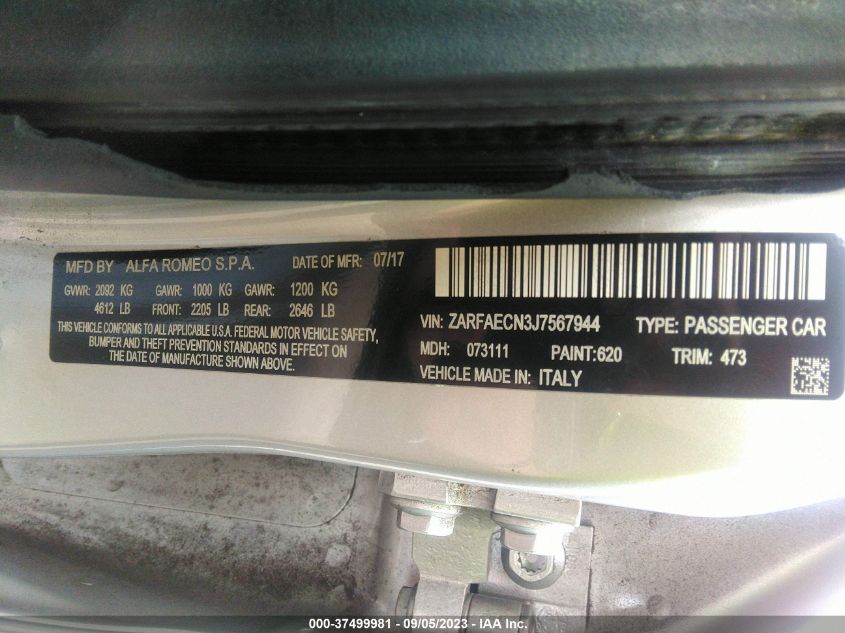 MFD BY ALFA ROMEO S.P.A. DATE OF MFR: 07/17
GVWR: 2092 KG GAWR: 1000 KG GAWR: 1200 KG
4612 LB FRONT: 2205 LB REAR: 2646 LB
THIS VEHICLE CONFORMS TO ALL APPLICABLE U.S.A. FEDERAL MOTOR VEHICLE SAFETY,
BUMPER AND THEFT PREVENTION STANDARDS IN EFFECT ON
THE DATE OF MANUFACTURE SHOWN ABOVE.
VIN: ZARFAECN3J7567944 TYPE: PASSENGER CAR
MDH: 073111 PAINT:620 TRIM: 473
VEHICLE MADE IN: ITALY
000-37499981 - 09/05/2023 - IAA Inc.